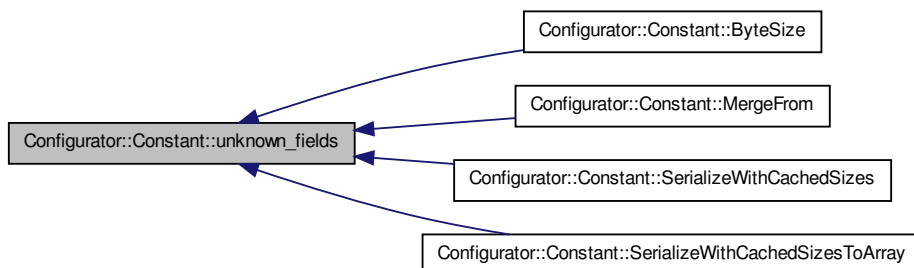 Configurator::Constant::ByteSize
Configurator::Constant::MergeFrom
Configurator::Constant::unknown_fields
Configurator::Constant::SerializeWithCachedSizes
Configurator::Constant::SerializeWithCachedSizesToArray